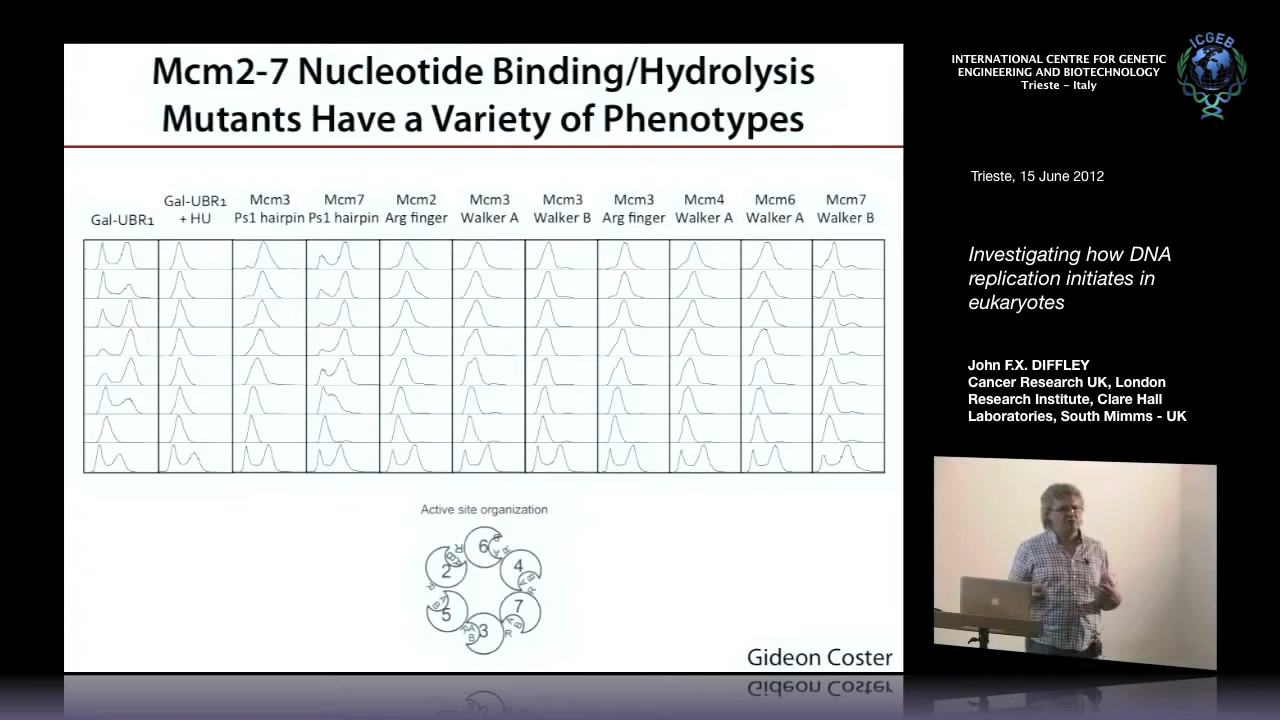 Mcm2-7 Nucleotide Binding/Hydrolysis
Mutants Have a Variety of Phenotypes
Gal-UBR1
Gal-UBR1
+ HU
Mcm3
Ps1 hairpin
Mcm7
Ps1 hairpin
Mcm2
Arg finger
Mcm3
Walker A
Mcm3
Walker B
Mcm3
Arg finger
Mcm4
Walker A
Mcm6
Walker A
Mcm7
Walker B
Active site organization
6
4
7
3
5
2
Gideon Coster
INTERNATIONAL CENTRE FOR GENETIC
ENGINEERING AND BIOTECHNOLOGY
Trieste - Italy
ICGEB
Trieste, 15 June 2012
Investigating how DNA
replication initiates in
eukaryotes
John F.X. DIFFLEY
Cancer Research UK, London
Research Institute, Clare Hall
Laboratories, South Mimms - UK